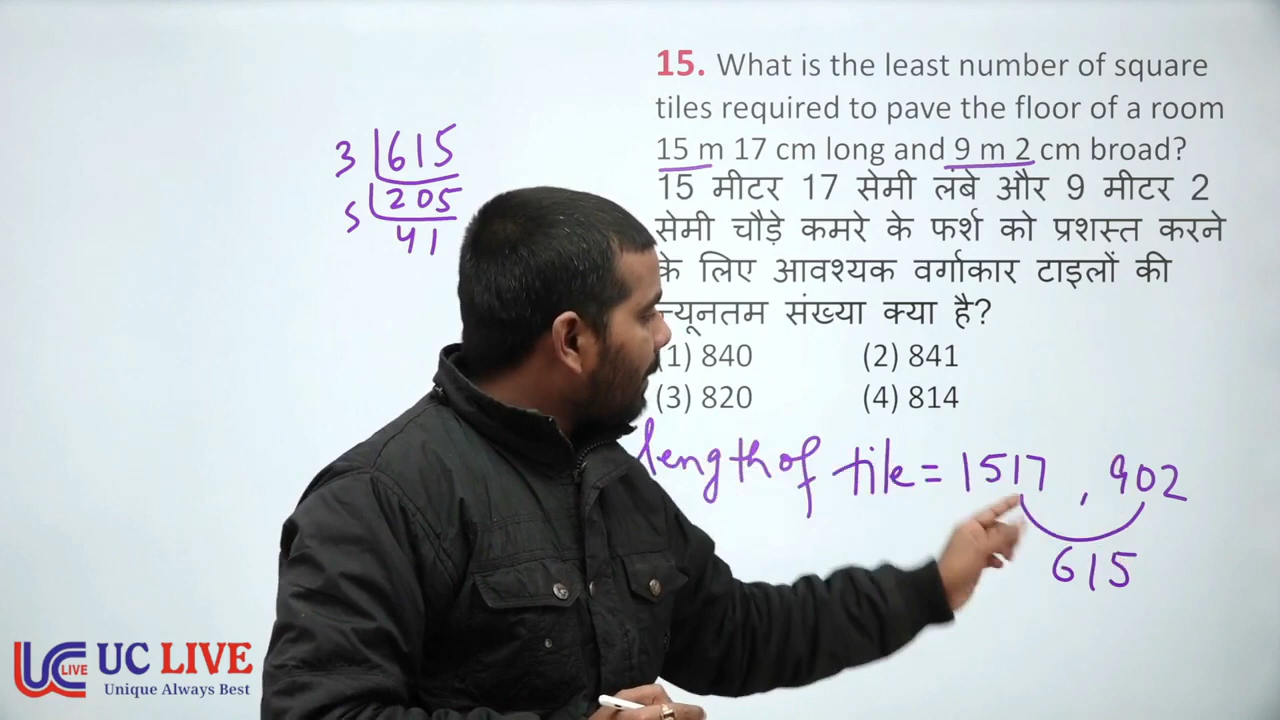 15. What is the least number of square
tiles required to pave the floor of a room
15 m 17 cm long and 9 m 2 cm broad?
15 मीटर 17 सेमी लंबे और 9 मीटर 2
सेमी चौड़े कमरे के फर्श को प्रशस्त करने
के लिए आवश्यक वर्गाकार टाइलों की
न्यूनतम संख्या क्या है?
(1) 840 (2) 841
(3) 820 (4) 814
length of tile = 1517 , 902
615
3 615
5 205
41
UC LIVE UC LIVE
Unique Always Best